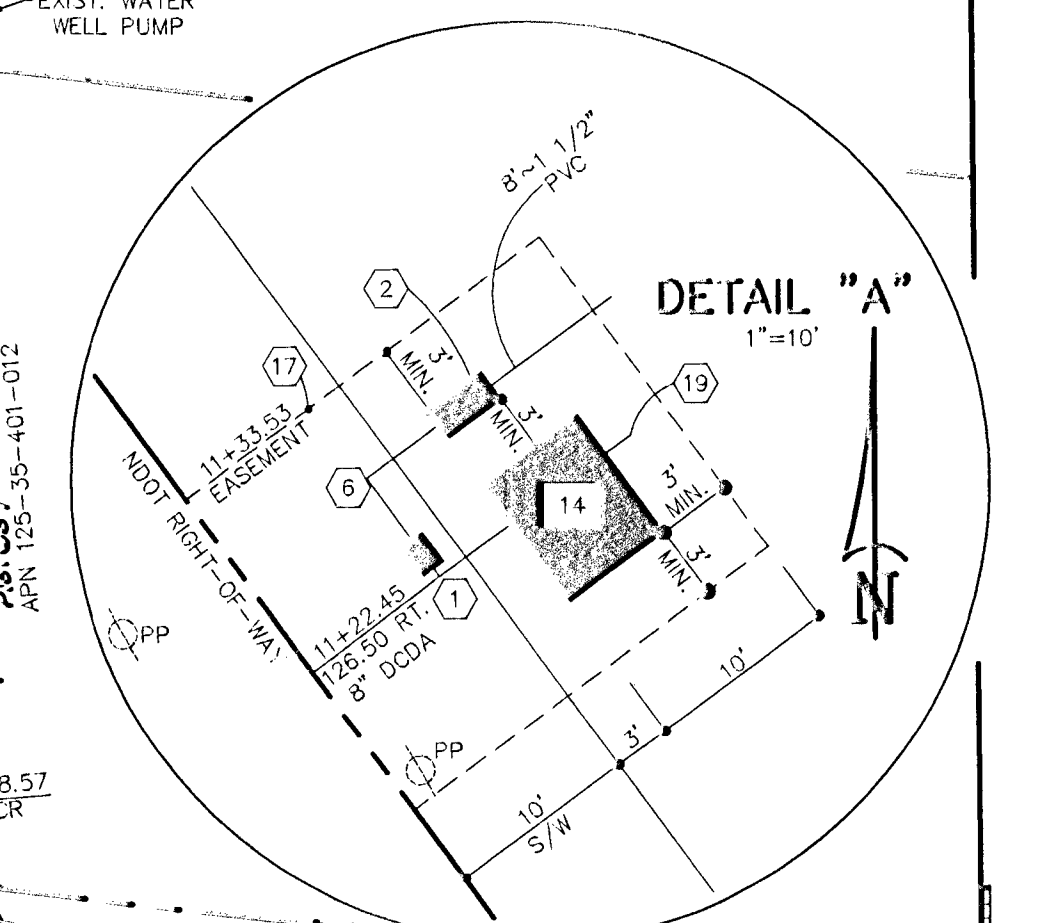 EXIST. WATER
WELL PUMP
8'~1 1/2"
PVC
DETAIL "A"
1"=10'
2
3'
MIN.
17
19
11+33.53
EASEMENT
3'
MIN.
6
14
3'
MIN.
NDOT RIGHT-OF-WAY
APN 125-35-401-012
3'
MIN.
1
11+22.45
126.50 RT.
8" DCDA
N
PP
10'
3'
PP
8.57
CR
10'
S/W